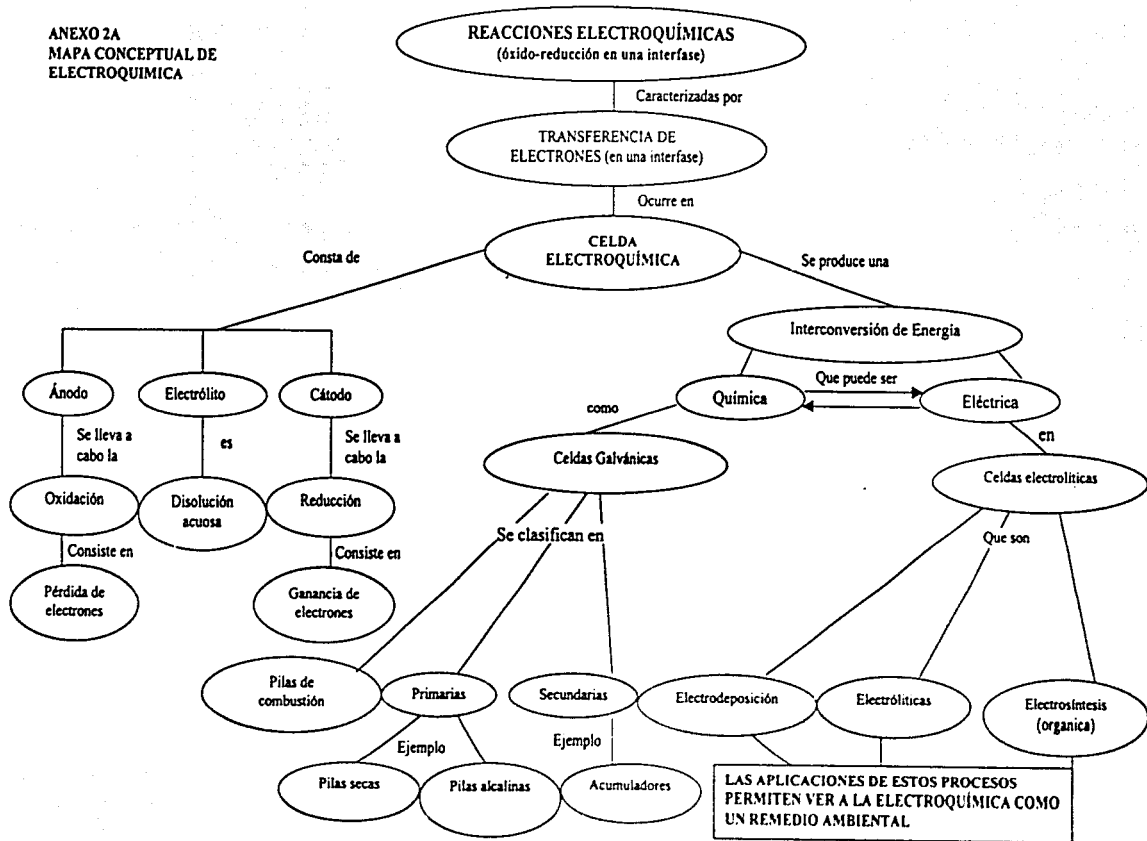 ANEXO 2A
MAPA CONCEPTUAL DE
ELECTROQUIMICA
REACCIONES ELECTROQUÍMICAS
(óxido-reducción en una interfase)
Caracterizadas por
TRANSFERENCIA DE
ELECTRONES (en una interfase)
Ocurre en
CELDA
ELECTROQUÍMICA
Consta de
Se produce una
Interconversión de Energía
Ánodo
Electrólito
Cátodo
Química
Que puede ser
Eléctrica
como
en
Se lleva a
cabo la
es
Se lleva a
cabo la
Celdas Galvánicas
Celdas electrolíticas
Oxidación
Disolución
acuosa
Reducción
Se clasifican en
Que son
Consiste en
Consiste en
Pérdida de
electrones
Ganancia de
electrones
Pilas de
combustión
Primarias
Secundarias
Electrodeposición
Electróliticas
Electrosíntesis
(organica)
Ejemplo
Ejemplo
Pilas secas
Pilas alcalinas
Acumuladores
LAS APLICACIONES DE ESTOS PROCESOS
PERMITEN VER A LA ELECTROQUÍMICA COMO
UN REMEDIO AMBIENTAL